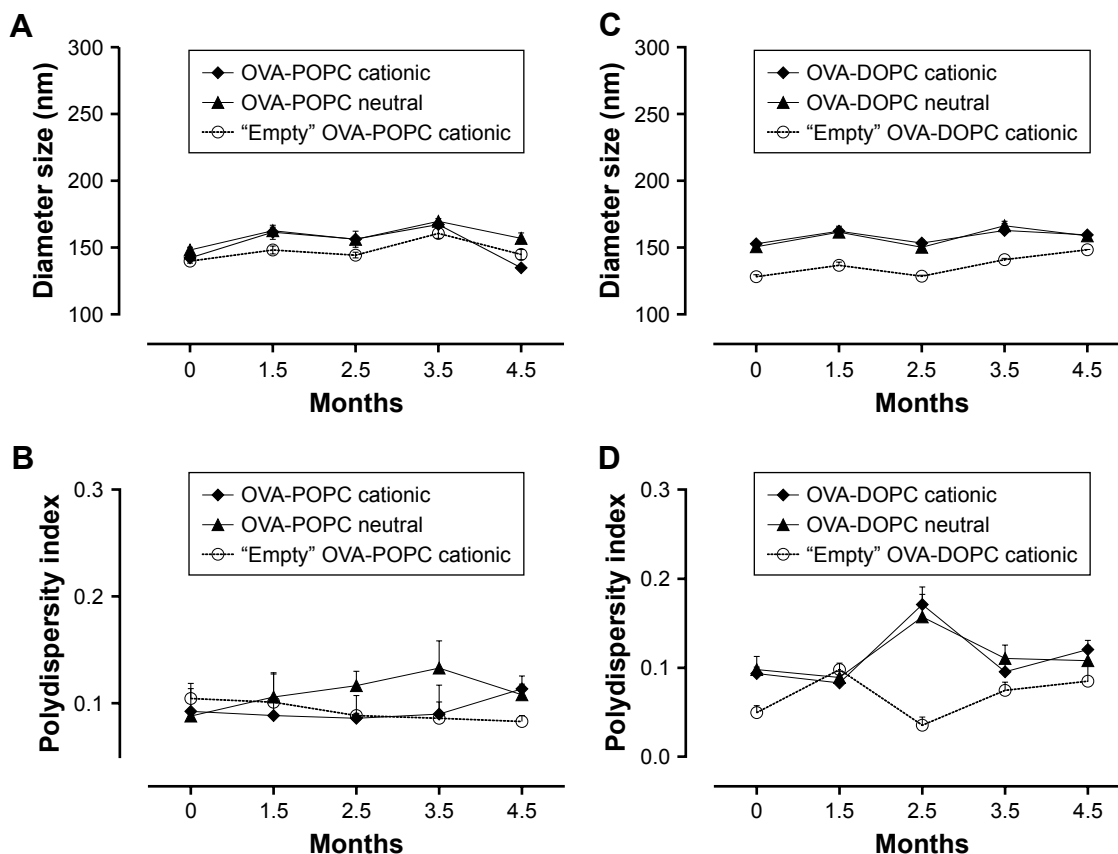 A
Diameter size (nm)
300
250
200
150
100
OVA-POPC cationic
OVA-POPC neutral
“Empty” OVA-POPC cationic
0 1.5 2.5 3.5 4.5
Months
C
Diameter size (nm)
300
250
200
150
100
OVA-DOPC cationic
OVA-DOPC neutral
“Empty” OVA-DOPC cationic
0 1.5 2.5 3.5 4.5
Months
B
Polydispersity index
0.3
0.2
0.1
OVA-POPC cationic
OVA-POPC neutral
“Empty” OVA-POPC cationic
0 1.5 2.5 3.5 4.5
Months
D
Polydispersity index
0.3
0.2
0.1
0.0
OVA-DOPC cationic
OVA-DOPC neutral
“Empty” OVA-DOPC cationic
0 1.5 2.5 3.5 4.5
Months